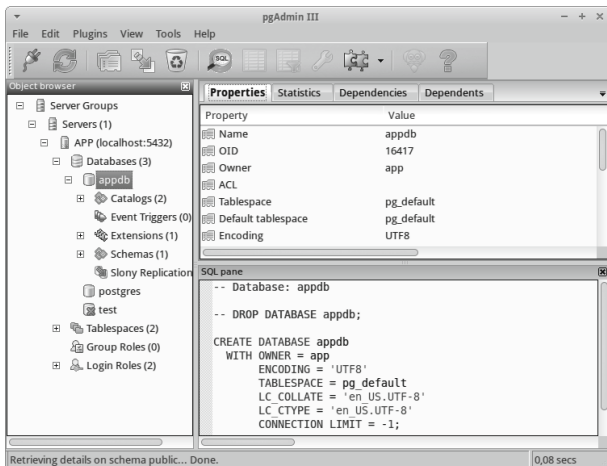 pgAdmin III
File Edit Plugins View Tools Help
SQL
Object browser
Server Groups
Servers (1)
APP (localhost:5432)
Databases (3)
appdb
Catalogs (2)
Event Triggers (0)
Extensions (1)
Schemas (1)
Slony Replication
postgres
test
Tablespaces (2)
Group Roles (0)
Login Roles (2)
Properties Statistics Dependencies Dependents
Property Value
Name appdb
OID 16417
Owner app
ACL
Tablespace pg_default
Default tablespace pg_default
Encoding UTF8
SQL pane
-- Database: appdb
-- DROP DATABASE appdb;
CREATE DATABASE appdb
WITH OWNER = app
ENCODING = 'UTF8'
TABLESPACE = pg_default
LC_COLLATE = 'en_US.UTF-8'
LC_CTYPE = 'en_US.UTF-8'
CONNECTION LIMIT = -1;
Retrieving details on schema public... Done. 0,08 secs